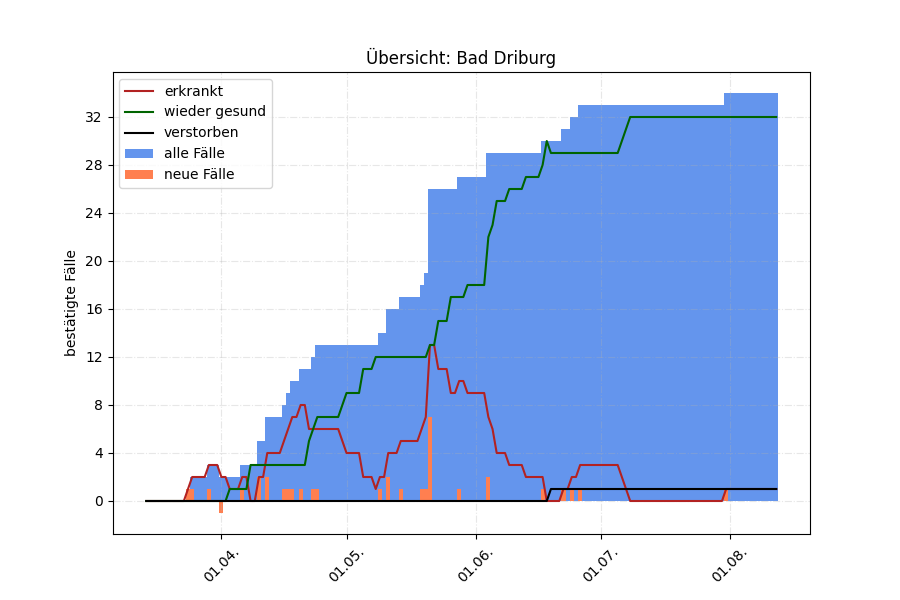 Übersicht: Bad Driburg
erkrankt
wieder gesund
verstorben
alle Fälle
neue Fälle
bestätigte Fälle
32
28
24
20
16
12
8
4
0
01.04.
01.05.
01.06.
01.07.
01.08.